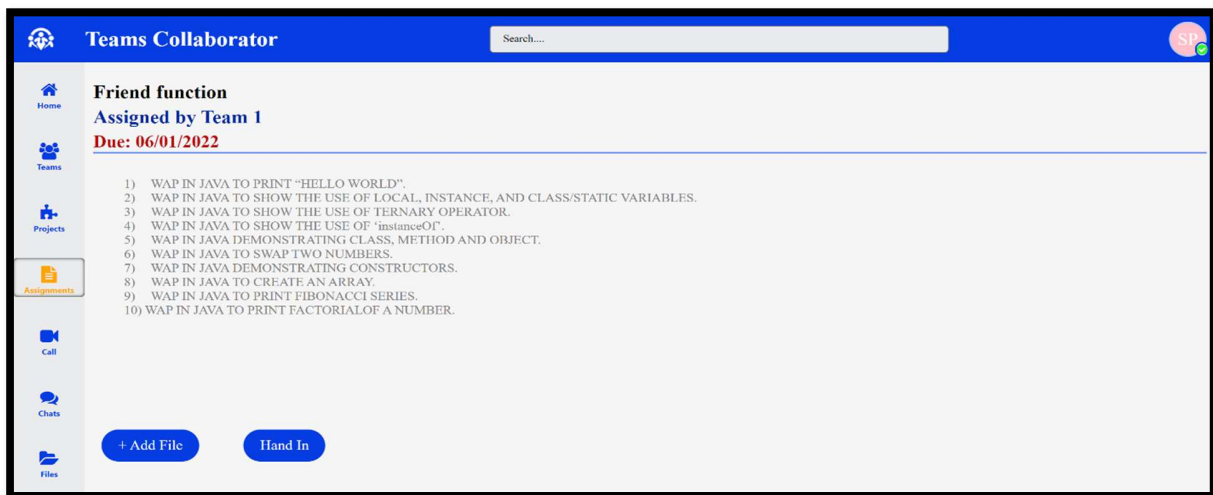 Teams Collaborator
Search....
SP
Home
Teams
Projects
Assignments
Call
Chats
Files
Friend function
Assigned by Team 1
Due: 06/01/2022
1) WAP IN JAVA TO PRINT “HELLO WORLD”.
2) WAP IN JAVA TO SHOW THE USE OF LOCAL, INSTANCE, AND CLASS/STATIC VARIABLES.
3) WAP IN JAVA TO SHOW THE USE OF TERNARY OPERATOR.
4) WAP IN JAVA TO SHOW THE USE OF ‘instanceOf’.
5) WAP IN JAVA DEMONSTRATING CLASS, METHOD AND OBJECT.
6) WAP IN JAVA TO SWAP TWO NUMBERS.
7) WAP IN JAVA DEMONSTRATING CONSTRUCTORS.
8) WAP IN JAVA TO CREATE AN ARRAY.
9) WAP IN JAVA TO PRINT FIBONACCI SERIES.
10) WAP IN JAVA TO PRINT FACTORIALOF A NUMBER.
+ Add File
Hand In